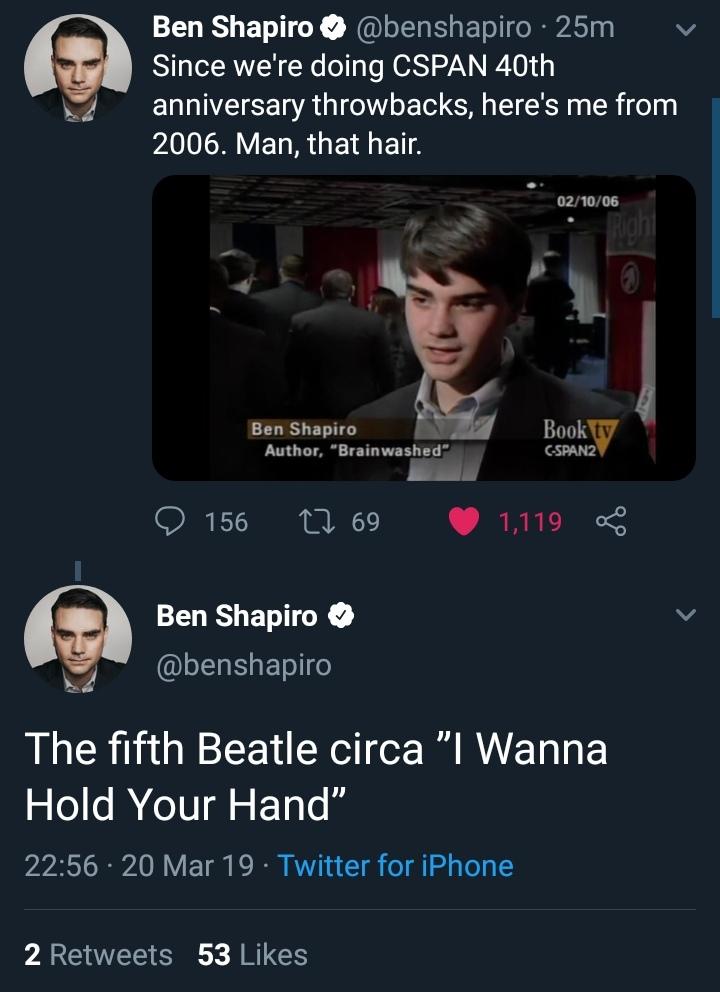 Ben Shapiro @benshapiro · 25m
Since we're doing CSPAN 40th
anniversary throwbacks, here's me from
2006. Man, that hair.
02/10/06
Right
Ben Shapiro
Author, "Brainwashed"
Book tv
C-SPAN2
156 69 1,119
Ben Shapiro
@benshapiro
The fifth Beatle circa ”I Wanna
Hold Your Hand”
22:56 · 20 Mar 19 · Twitter for iPhone
2 Retweets 53 Likes